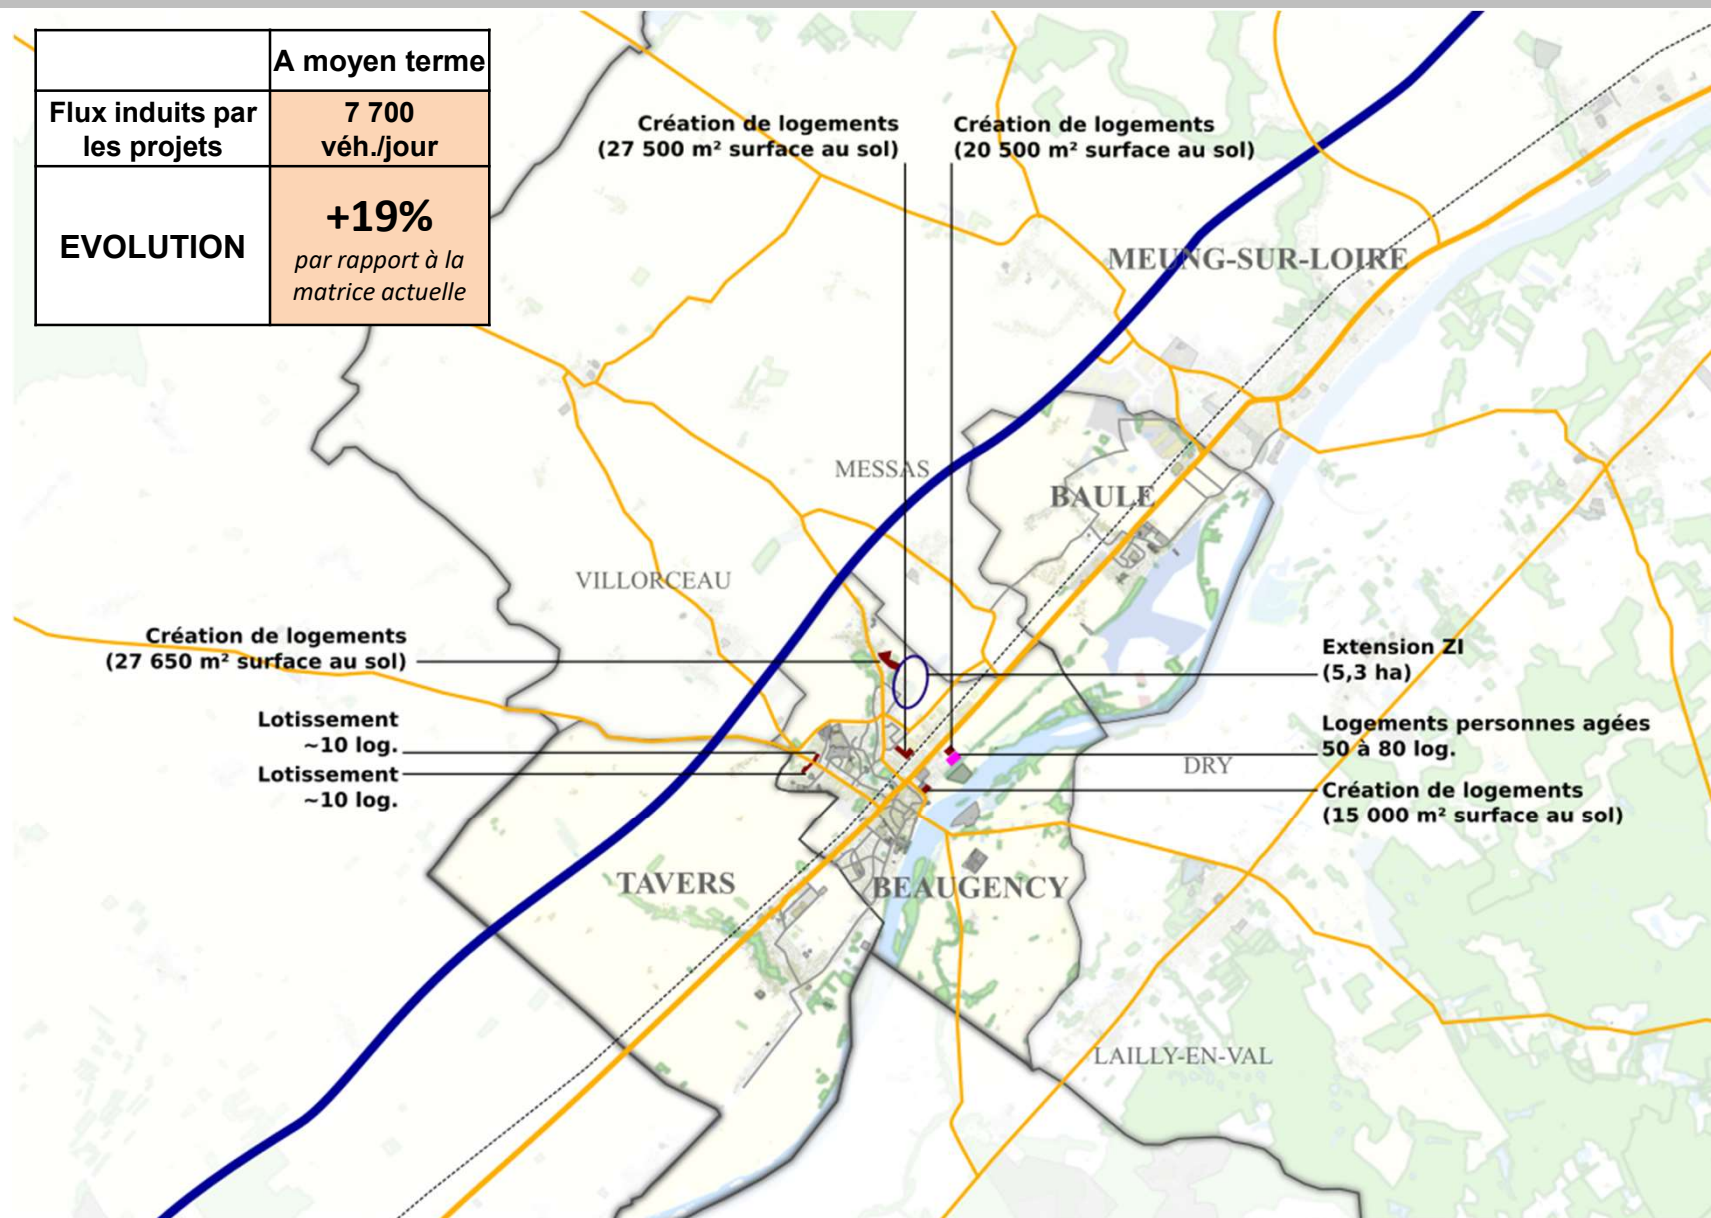 A moyen terme
Flux induits par
les projets
7 700
véh./jour
EVOLUTION
+19%
par rapport à la
matrice actuelle
Création de logements
(27 500 m² surface au sol)
Création de logements
(20 500 m² surface au sol)
MEUNG-SUR-LOIRE
MESSAS
BAULE
VILLORCEAU
Création de logements
(27 650 m² surface au sol)
Extension ZI
(5,3 ha)
Lotissement
~10 log.
Lotissement
~10 log.
Logements personnes agées
50 à 80 log.
DRY
Création de logements
(15 000 m² surface au sol)
TAVERS
BEAUGENCY
LAILLY-EN-VAL